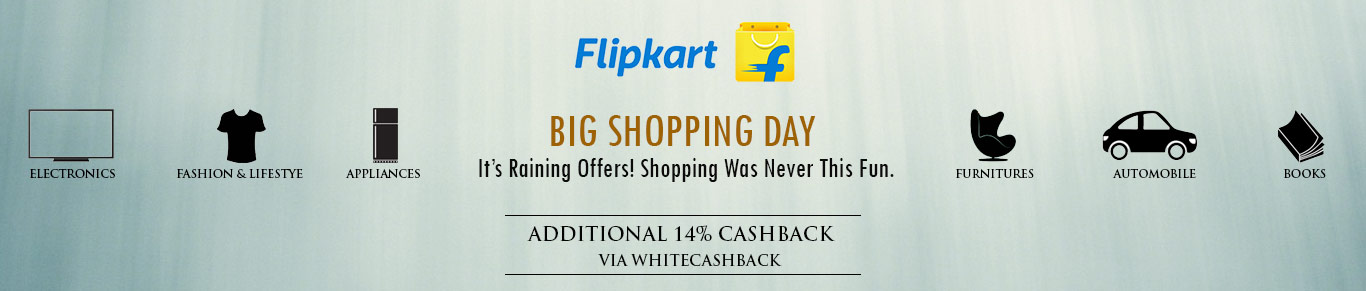 Flipkart
f
BIG SHOPPING DAY
It's Raining Offers! Shopping Was Never This Fun.
ELECTRONICS
FASHION & LIFESTYE
APPLIANCES
FURNITURES
AUTOMOBILE
BOOKS
ADDITIONAL 14% CASHBACK
VIA WHITECASHBACK